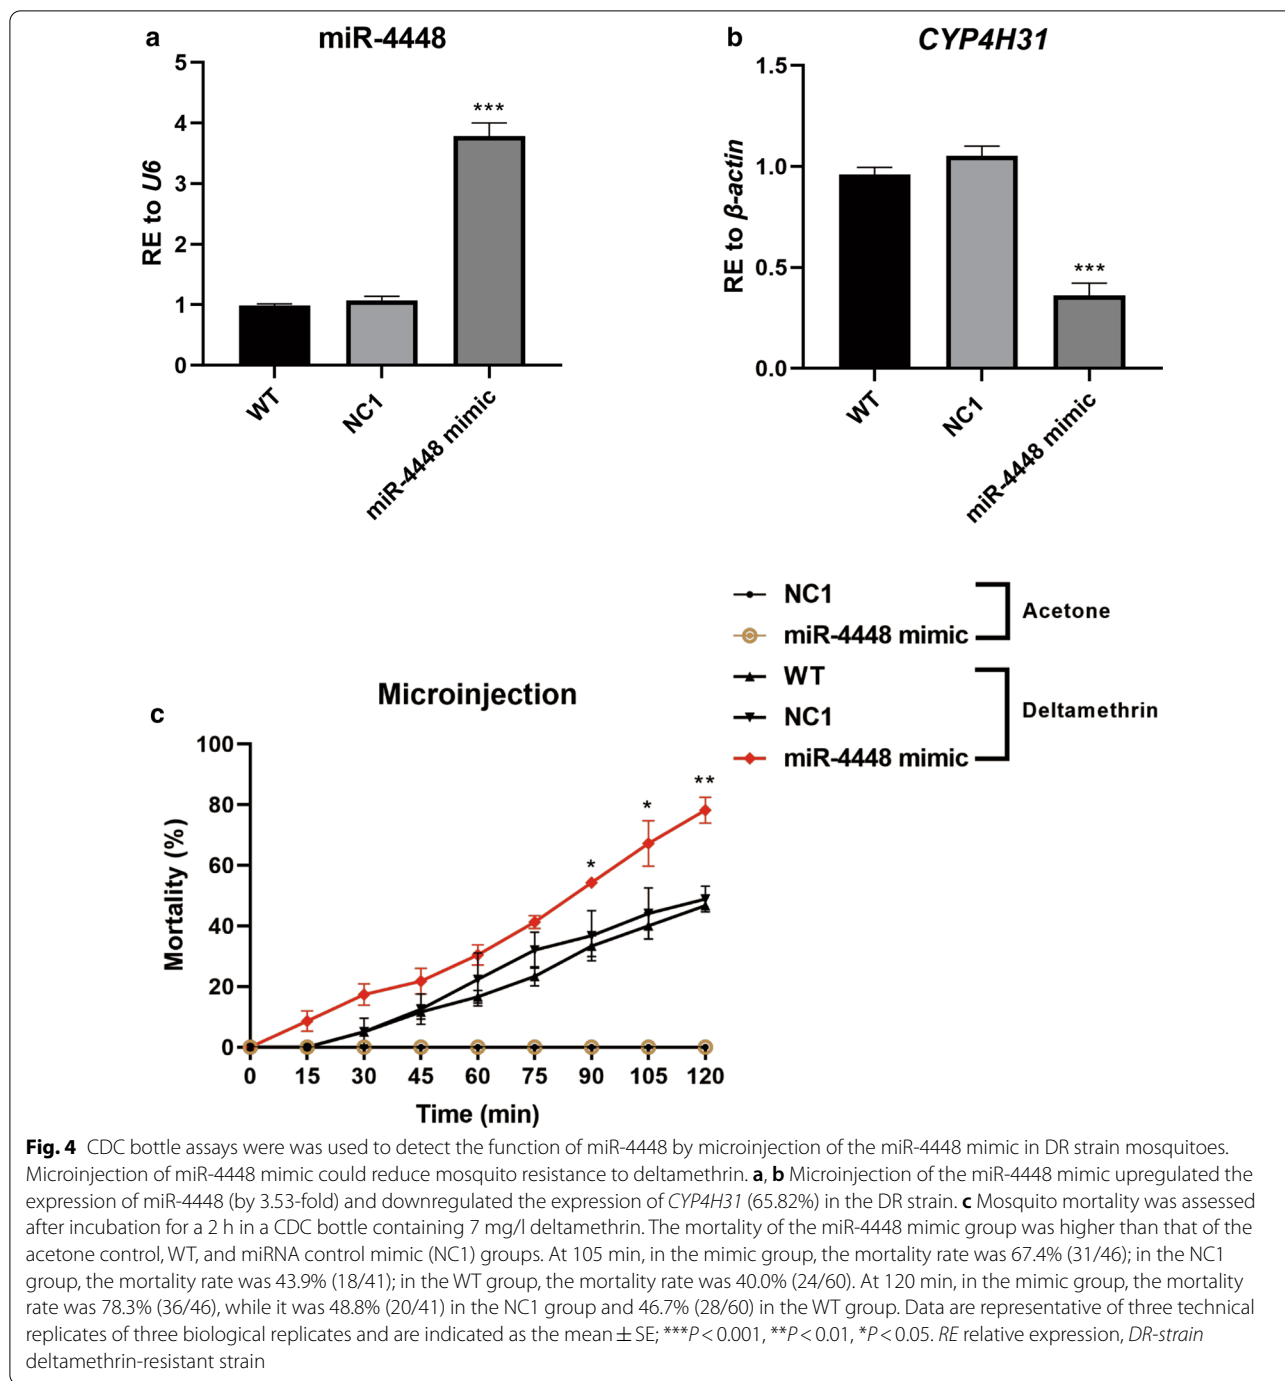 a
miR-4448
RE to U6
5
4
3
2
1
0
***
WT
NC1
miR-4448 mimic
b
CYP4H31
RE to β-actin
1.5
1.0
0.5
0.0
***
WT
NC1
miR-4448 mimic
NC1
miR-4448 mimic
Acetone
WT
NC1
miR-4448 mimic
Deltamethrin
c
Microinjection
Mortality (%)
100
80
60
40
20
0
*
*
**
0 15 30 45 60 75 90 105 120
Time (min)
Fig. 4 CDC bottle assays were was used to detect the function of miR-4448 by microinjection of the miR-4448 mimic in DR strain mosquitoes.
Microinjection of miR-4448 mimic could reduce mosquito resistance to deltamethrin. a, b Microinjection of the miR-4448 mimic upregulated the
expression of miR-4448 (by 3.53-fold) and downregulated the expression of CYP4H31 (65.82%) in the DR strain. c Mosquito mortality was assessed
after incubation for a 2 h in a CDC bottle containing 7 mg/l deltamethrin. The mortality of the miR-4448 mimic group was higher than that of the
acetone control, WT, and miRNA control mimic (NC1) groups. At 105 min, in the mimic group, the mortality rate was 67.4% (31/46); in the NC1
group, the mortality rate was 43.9% (18/41); in the WT group, the mortality rate was 40.0% (24/60). At 120 min, in the mimic group, the mortality
rate was 78.3% (36/46), while it was 48.8% (20/41) in the NC1 group and 46.7% (28/60) in the WT group. Data are representative of three technical
replicates of three biological replicates and are indicated as the mean ± SE; ***P < 0.001, **P < 0.01, *P < 0.05. RE relative expression, DR-strain
deltamethrin-resistant strain